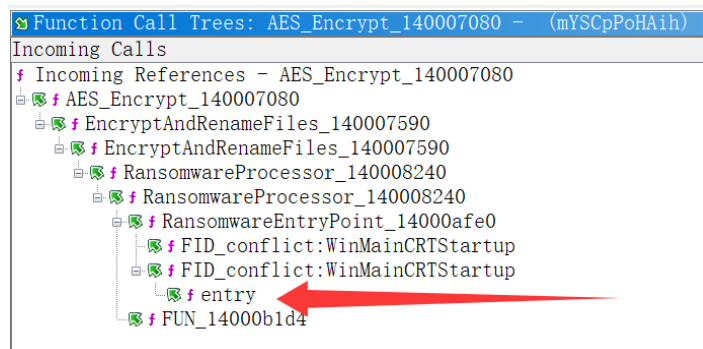 Function Call Trees: AES_Encrypt_140007080 - (mYSCpPoHAih)
Incoming Calls
f Incoming References - AES_Encrypt_140007080
f AES_Encrypt_140007080
f EncryptAndRenameFiles_140007590
f EncryptAndRenameFiles_140007590
f RansomwareProcessor_140008240
f RansomwareProcessor_140008240
f RansomwareEntryPoint_14000afe0
f FID_conflict:WinMainCRTStartup
f FID_conflict:WinMainCRTStartup
f entry
f FUN_14000b1d4